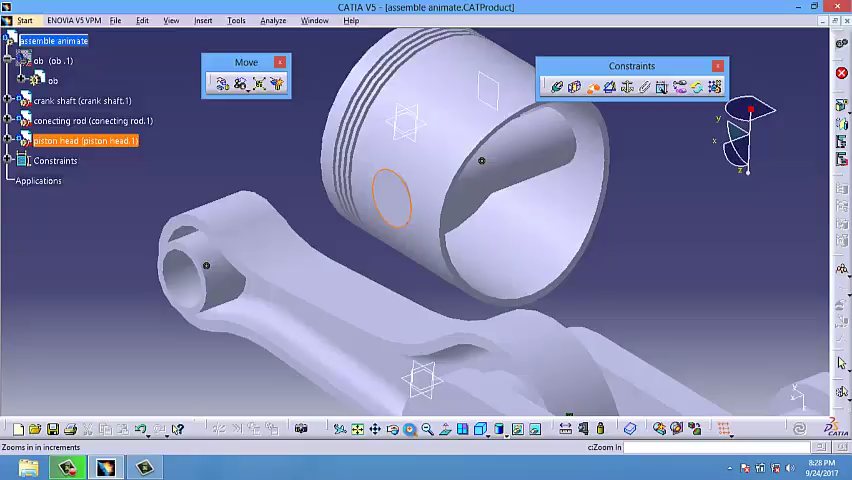 CATIA V5 - [assemble animate.CATProduct]
Start ENOVIA V5 VPM File Edit View Insert Tools Analyze Window Help
assemble animate
ob (ob .1)
ob
crank shaft (crank shaft.1)
conecting rod (conecting rod.1)
piston head (piston head.1)
Constraints
Applications
Move
Constraints
y
x
z
Zooms in in increments
c:Zoom In
8:28 PM
9/24/2017